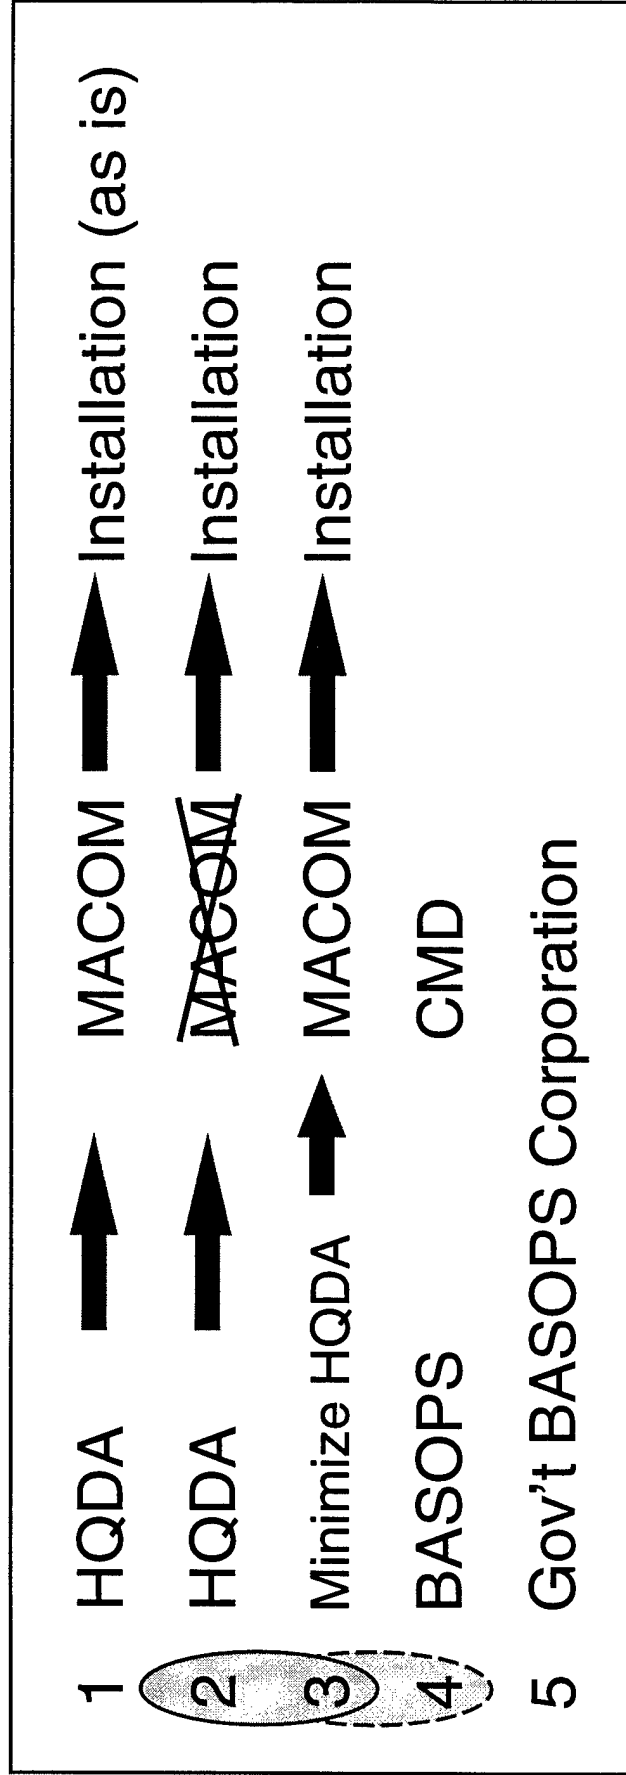 1 HQDA MACOM Installation (as is)
2 HQDA MACOM Installation
3 Minimize HQDA MACOM Installation
4 BASOPS CMD
5 Gov't BASOPS Corporation